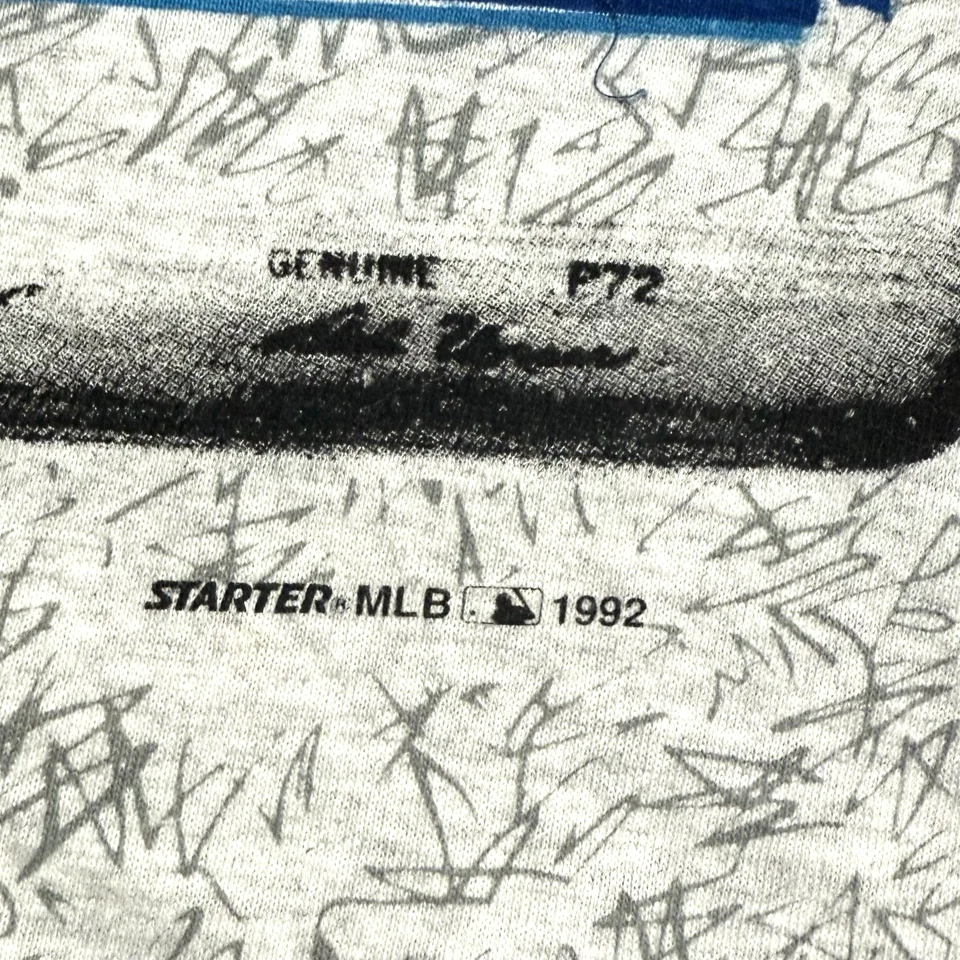 GENUINE P72
STARTER® MLB 1992